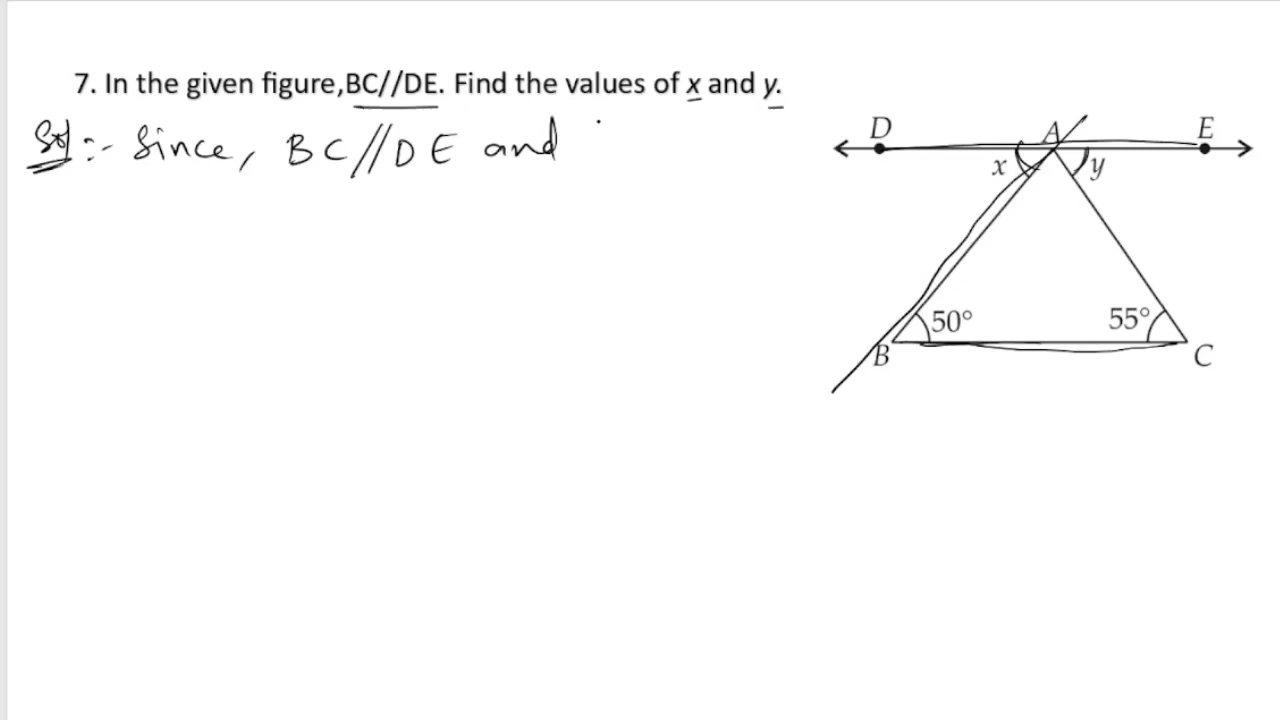 7. In the given figure,BC//DE. Find the values of x and y.
Sol :- Since, BC//DE and
D A E
x y
50° 55°
B C